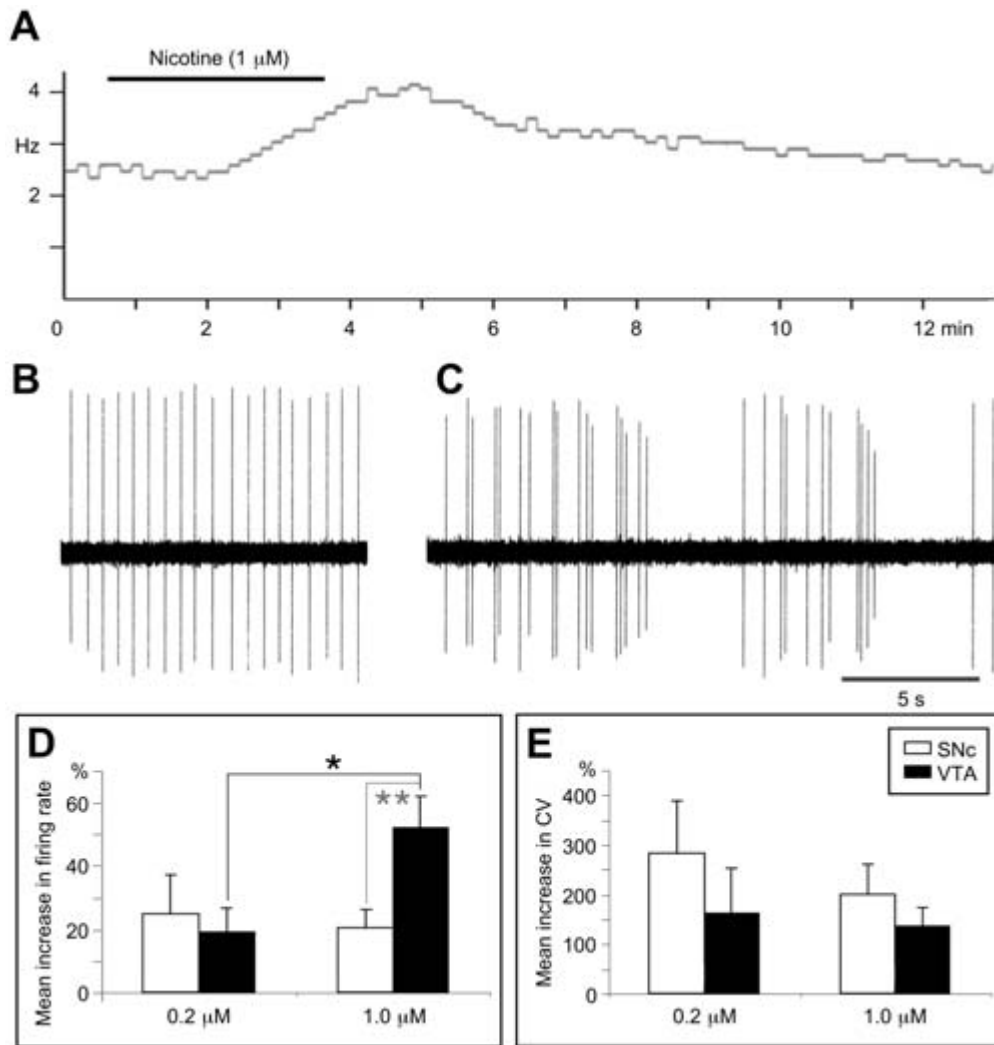 A
Nicotine (1 µM)
4
Hz
2
0 2 4 6 8 10 12 min
B
C
5 s
D
%
Mean increase in firing rate
60
40
20
0
*
**
0.2 µM 1.0 µM
E
SNc
VTA
%
Mean increase in CV
400
300
200
100
0
0.2 µM 1.0 µM